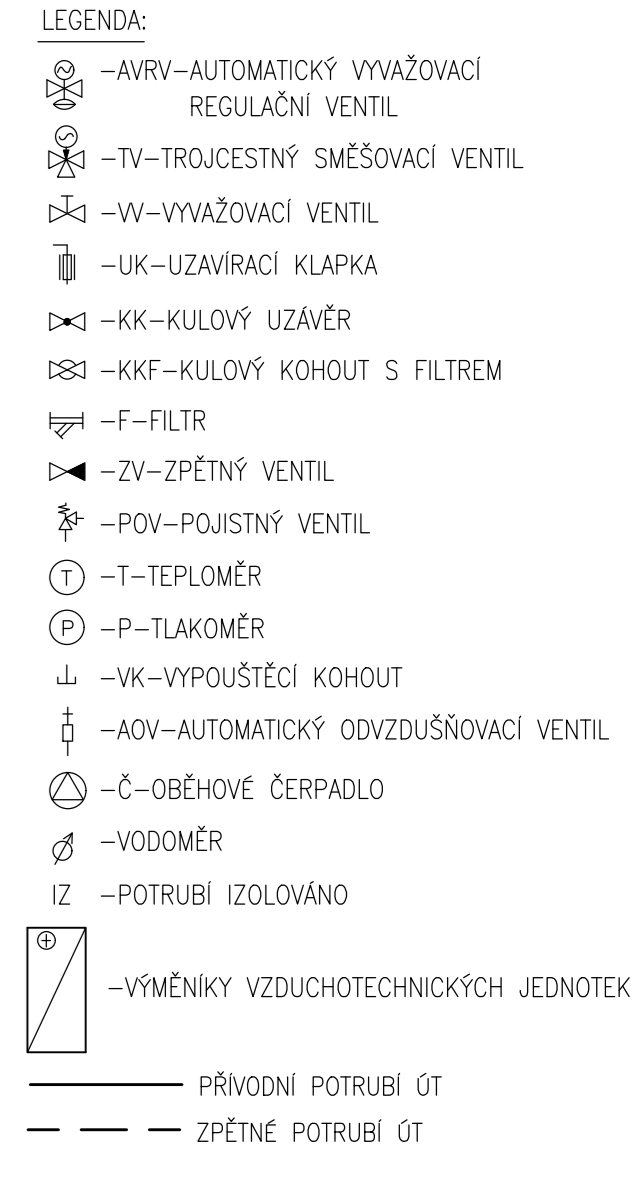 LEGENDA:
–AVRV–AUTOMATICKÝ VYVAŽOVACÍ
REGULAČNÍ VENTIL
–TV–TROJCESTNÝ SMĚŠOVACÍ VENTIL
–VV–VYVAŽOVACÍ VENTIL
–UK–UZAVÍRACÍ KLAPKA
–KK–KULOVÝ UZÁVĚR
–KKF–KULOVÝ KOHOUT S FILTREM
–F–FILTR
–ZV–ZPĚTNÝ VENTIL
–POV–POJISTNÝ VENTIL
T –T–TEPLOMĚR
P –P–TLAKOMĚR
–VK–VYPOUŠTĚCÍ KOHOUT
–AOV–AUTOMATICKÝ ODVZDUŠŇOVACÍ VENTIL
–Č–OBĚHOVÉ ČERPADLO
–VODOMĚR
IZ –POTRUBÍ IZOLOVÁNO
–VÝMĚNÍKY VZDUCHOTECHNICKÝCH JEDNOTEK
PŘÍVODNÍ POTRUBÍ ÚT
ZPĚTNÉ POTRUBÍ ÚT